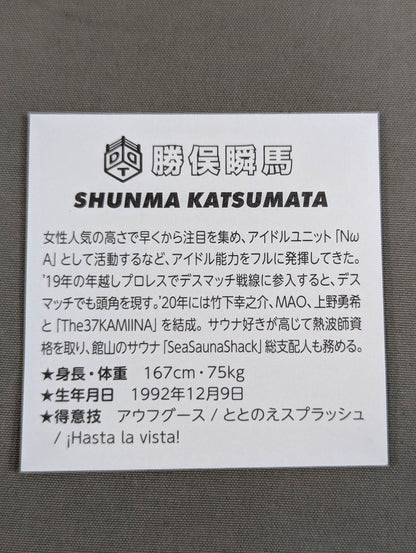 DDT
勝俣瞬馬
SHUNMA KATSUMATA
女性人気の高さで早くから注目を集め、アイドルユニット「Nω
A」として活動するなど、アイドル能力をフルに発揮してきた。
'19年の年越しプロレスでデスマッチ戦線に参入すると、デス
マッチでも頭角を現す。'20年には竹下幸之介、MAO、上野勇希
と「The37KAMIINA」を結成。サウナ好きが高じて熱波師資
格を取り、館山のサウナ「SeaSaunaShack」総支配人も務める。
★身長・体重 167cm・75kg
★生年月日 1992年12月9日
★得意技 アウフグース / ととのえスプラッシュ
/ ¡Hasta la vista!